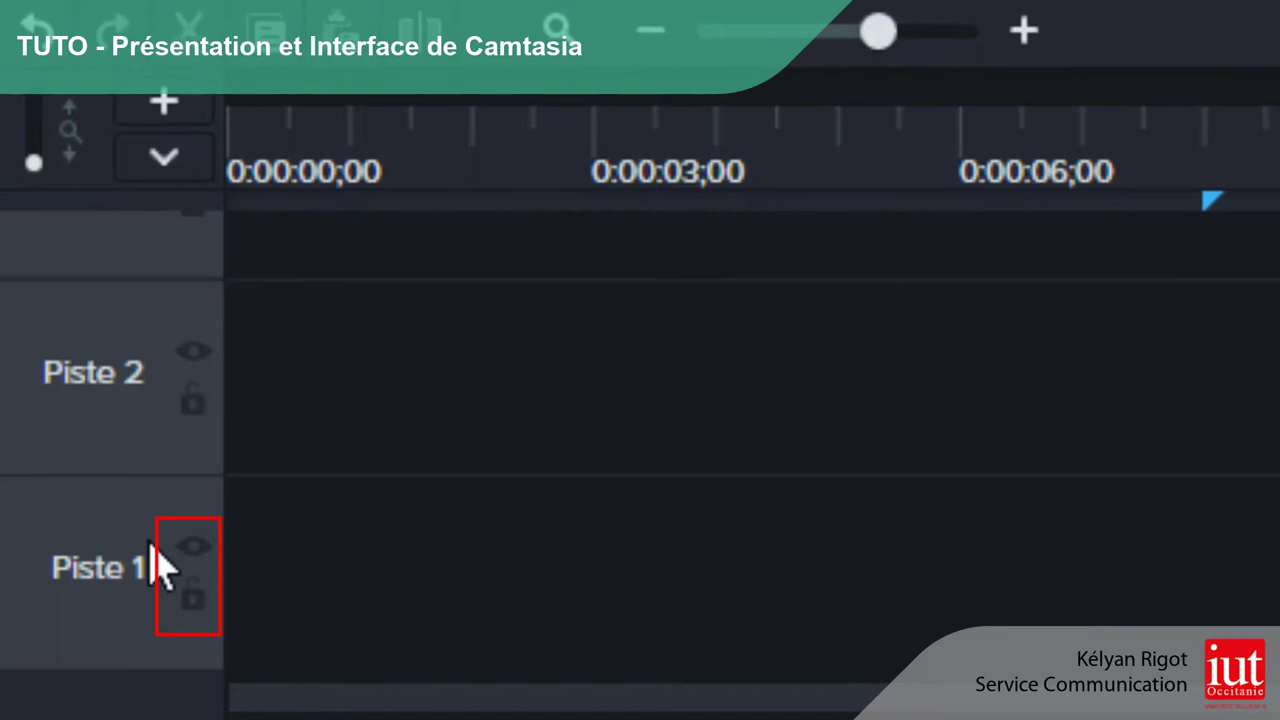 TUTO - Présentation et Interface de Camtasia
0:00:00;00
0:00:03;00
0:00:06;00
Piste 2
Piste 1
Kélyan Rigot
Service Communication
iut
Occitanie